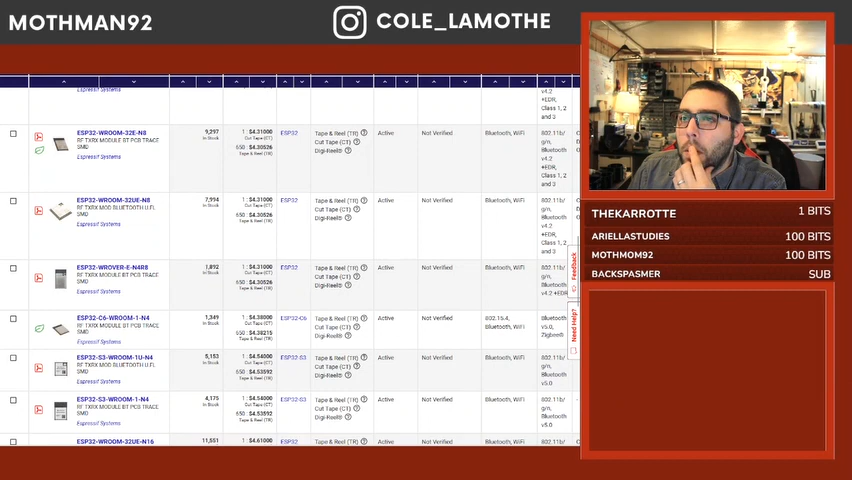 MOTHMAN92
COLE_LAMOTHE
Espressif Systems
v4.2
+EDR,
Class 1, 2
and 3
ESP32-WROOM-32E-N8
RF TXRX MODULE BT PCB TRACE
SMD
Espressif Systems
9,297
In Stock
1 : $4.31000
Cut Tape (CT)
650 : $4.30526
Tape & Reel (TR)
ESP32
Tape & Reel (TR)
Cut Tape (CT)
Digi-Reel®
Active
Not Verified
Bluetooth, WiFi
802.11b/
g/n,
Bluetooth
v4.2
+EDR,
Class 1, 2
and 3
ESP32-WROOM-32UE-N8
RF TXRX MOD BLUETOOTH U.FL
SMD
Espressif Systems
7,994
In Stock
1 : $4.31000
Cut Tape (CT)
650 : $4.30526
Tape & Reel (TR)
ESP32
Tape & Reel (TR)
Cut Tape (CT)
Digi-Reel®
Active
Not Verified
Bluetooth, WiFi
802.11b/
g/n,
Bluetooth
v4.2
+EDR,
Class 1, 2
and 3
ESP32-WROVER-E-N4R8
RF TXRX MODULE BT PCB TRACE
SMD
Espressif Systems
1,892
In Stock
1 : $4.31000
Cut Tape (CT)
650 : $4.30526
Tape & Reel (TR)
ESP32
Tape & Reel (TR)
Cut Tape (CT)
Digi-Reel®
Active
Not Verified
Bluetooth, WiFi
802.11b/
g/n,
Bluetooth
v4.2 +EDR
ESP32-C6-WROOM-1-N4
RF TXRX MODULE BT PCB TRACE
SMD
Espressif Systems
1,349
In Stock
1 : $4.38000
Cut Tape (CT)
650 : $4.38215
Tape & Reel (TR)
ESP32-C6
Tape & Reel (TR)
Cut Tape (CT)
Digi-Reel®
Active
Not Verified
802.15.4,
Bluetooth
Bluetooth
v5.0,
Zigbee®
ESP32-S3-WROOM-1U-N4
RF TXRX MOD BLUETOOTH U.FL
SMD
Espressif Systems
5,153
In Stock
1 : $4.54000
Cut Tape (CT)
650 : $4.53592
Tape & Reel (TR)
ESP32-S3
Tape & Reel (TR)
Cut Tape (CT)
Digi-Reel®
Active
Not Verified
Bluetooth, WiFi
802.11b/
g/n,
Bluetooth
v5.0
ESP32-S3-WROOM-1-N4
RF TXRX MODULE BT PCB TRACE
SMD
Espressif Systems
4,175
In Stock
1 : $4.54000
Cut Tape (CT)
650 : $4.53592
Tape & Reel (TR)
ESP32-S3
Tape & Reel (TR)
Cut Tape (CT)
Digi-Reel®
Active
Not Verified
Bluetooth, WiFi
802.11b/
g/n,
Bluetooth
v5.0
ESP32-WROOM-32UE-N16
11,551
1 : $4.61000
ESP32
Tape & Reel (TR)
Active
Not Verified
Bluetooth, WiFi
802.11b/
Feedback
Need Help?
THEKARROTTE 1 BITS
ARIELLASTUDIES 100 BITS
MOTHMOM92 100 BITS
BACKSPASMER SUB